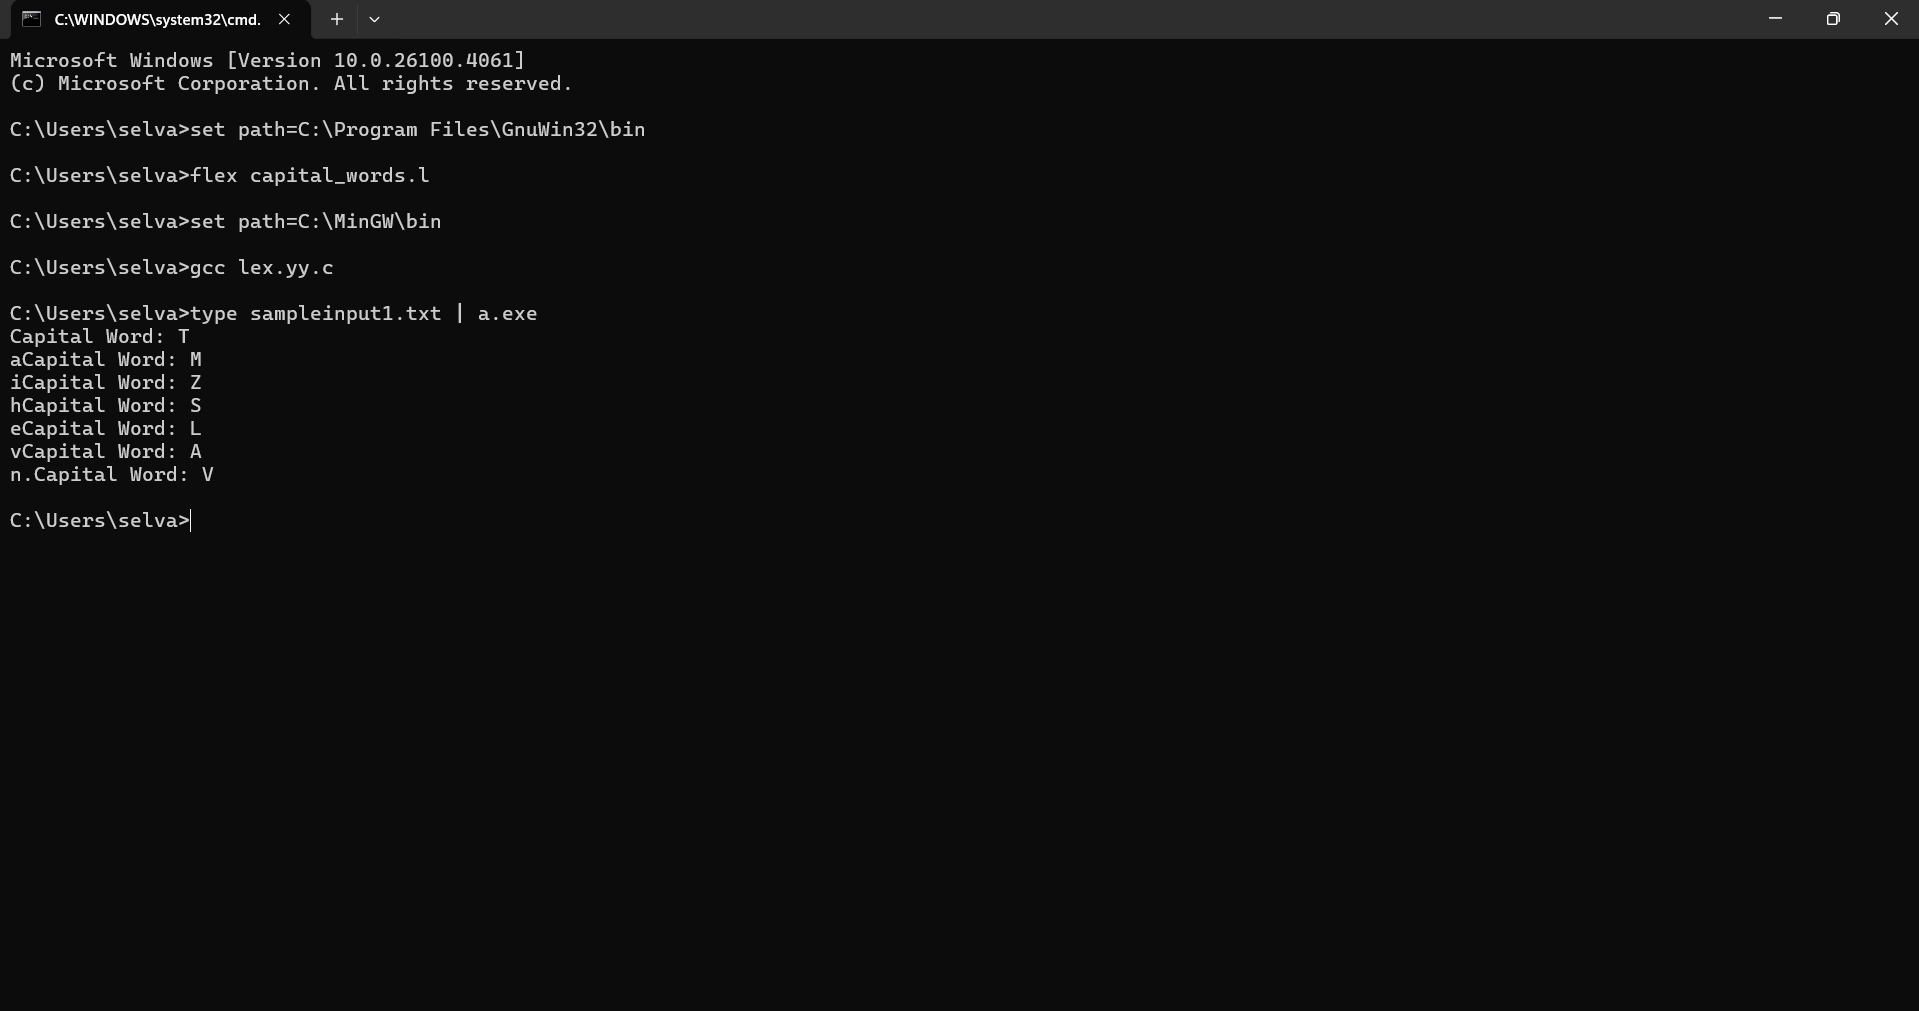 C:\WINDOWS\system32\cmd.
Microsoft Windows [Version 10.0.26100.4061]
(c) Microsoft Corporation. All rights reserved.
C:\Users\selva>set path=C:\Program Files\GnuWin32\bin
C:\Users\selva>flex capital_words.l
C:\Users\selva>set path=C:\MinGW\bin
C:\Users\selva>gcc lex.yy.c
C:\Users\selva>type sampleinput1.txt | a.exe
Capital Word: T
aCapital Word: M
iCapital Word: Z
hCapital Word: S
eCapital Word: L
vCapital Word: A
n.Capital Word: V
C:\Users\selva>